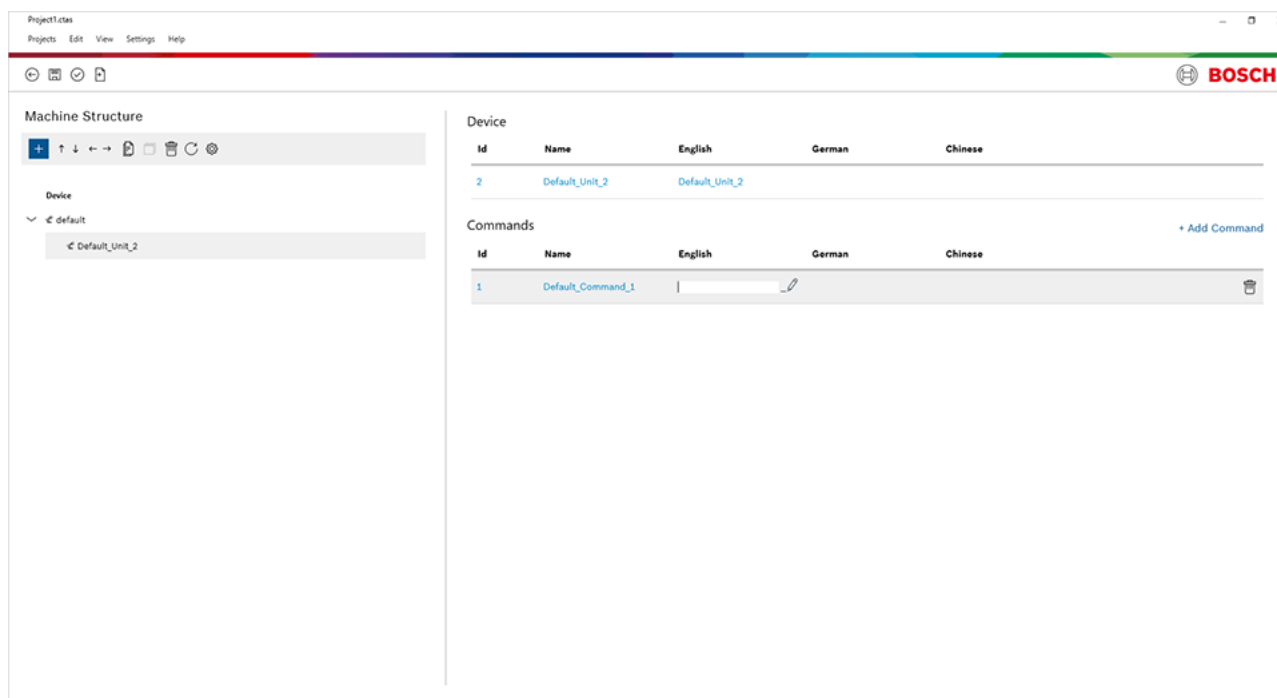 Project1.ctas
Projects Edit View Settings Help
BOSCH
Machine Structure
Device
default
Default_Unit_2
Device
Id Name English German Chinese
2 Default_Unit_2 Default_Unit_2
Commands
+ Add Command
Id Name English German Chinese
1 Default_Command_1